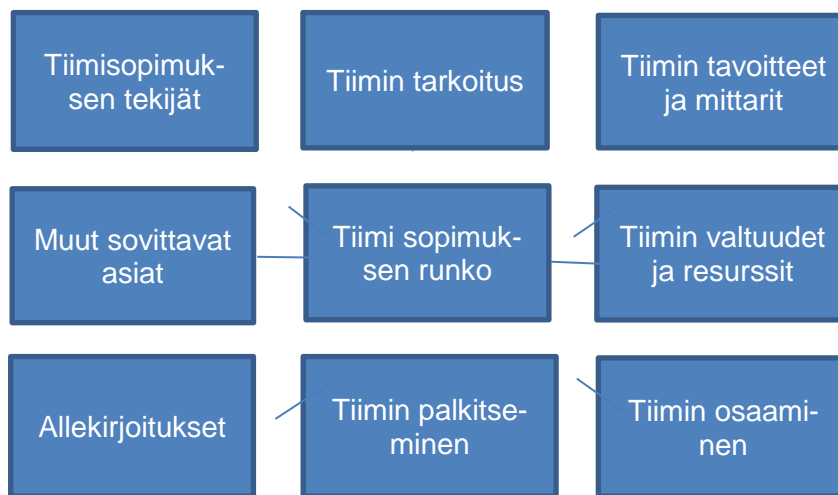 Tiimisopimuk-
sen tekijät
Tiimin tarkoitus
Tiimin tavoitteet
ja mittarit
Muut sovittavat
asiat
Tiimi sopimuk-
sen runko
Tiimin valtuudet
ja resurssit
Allekirjoitukset
Tiimin palkitse-
minen
Tiimin osaami-
nen